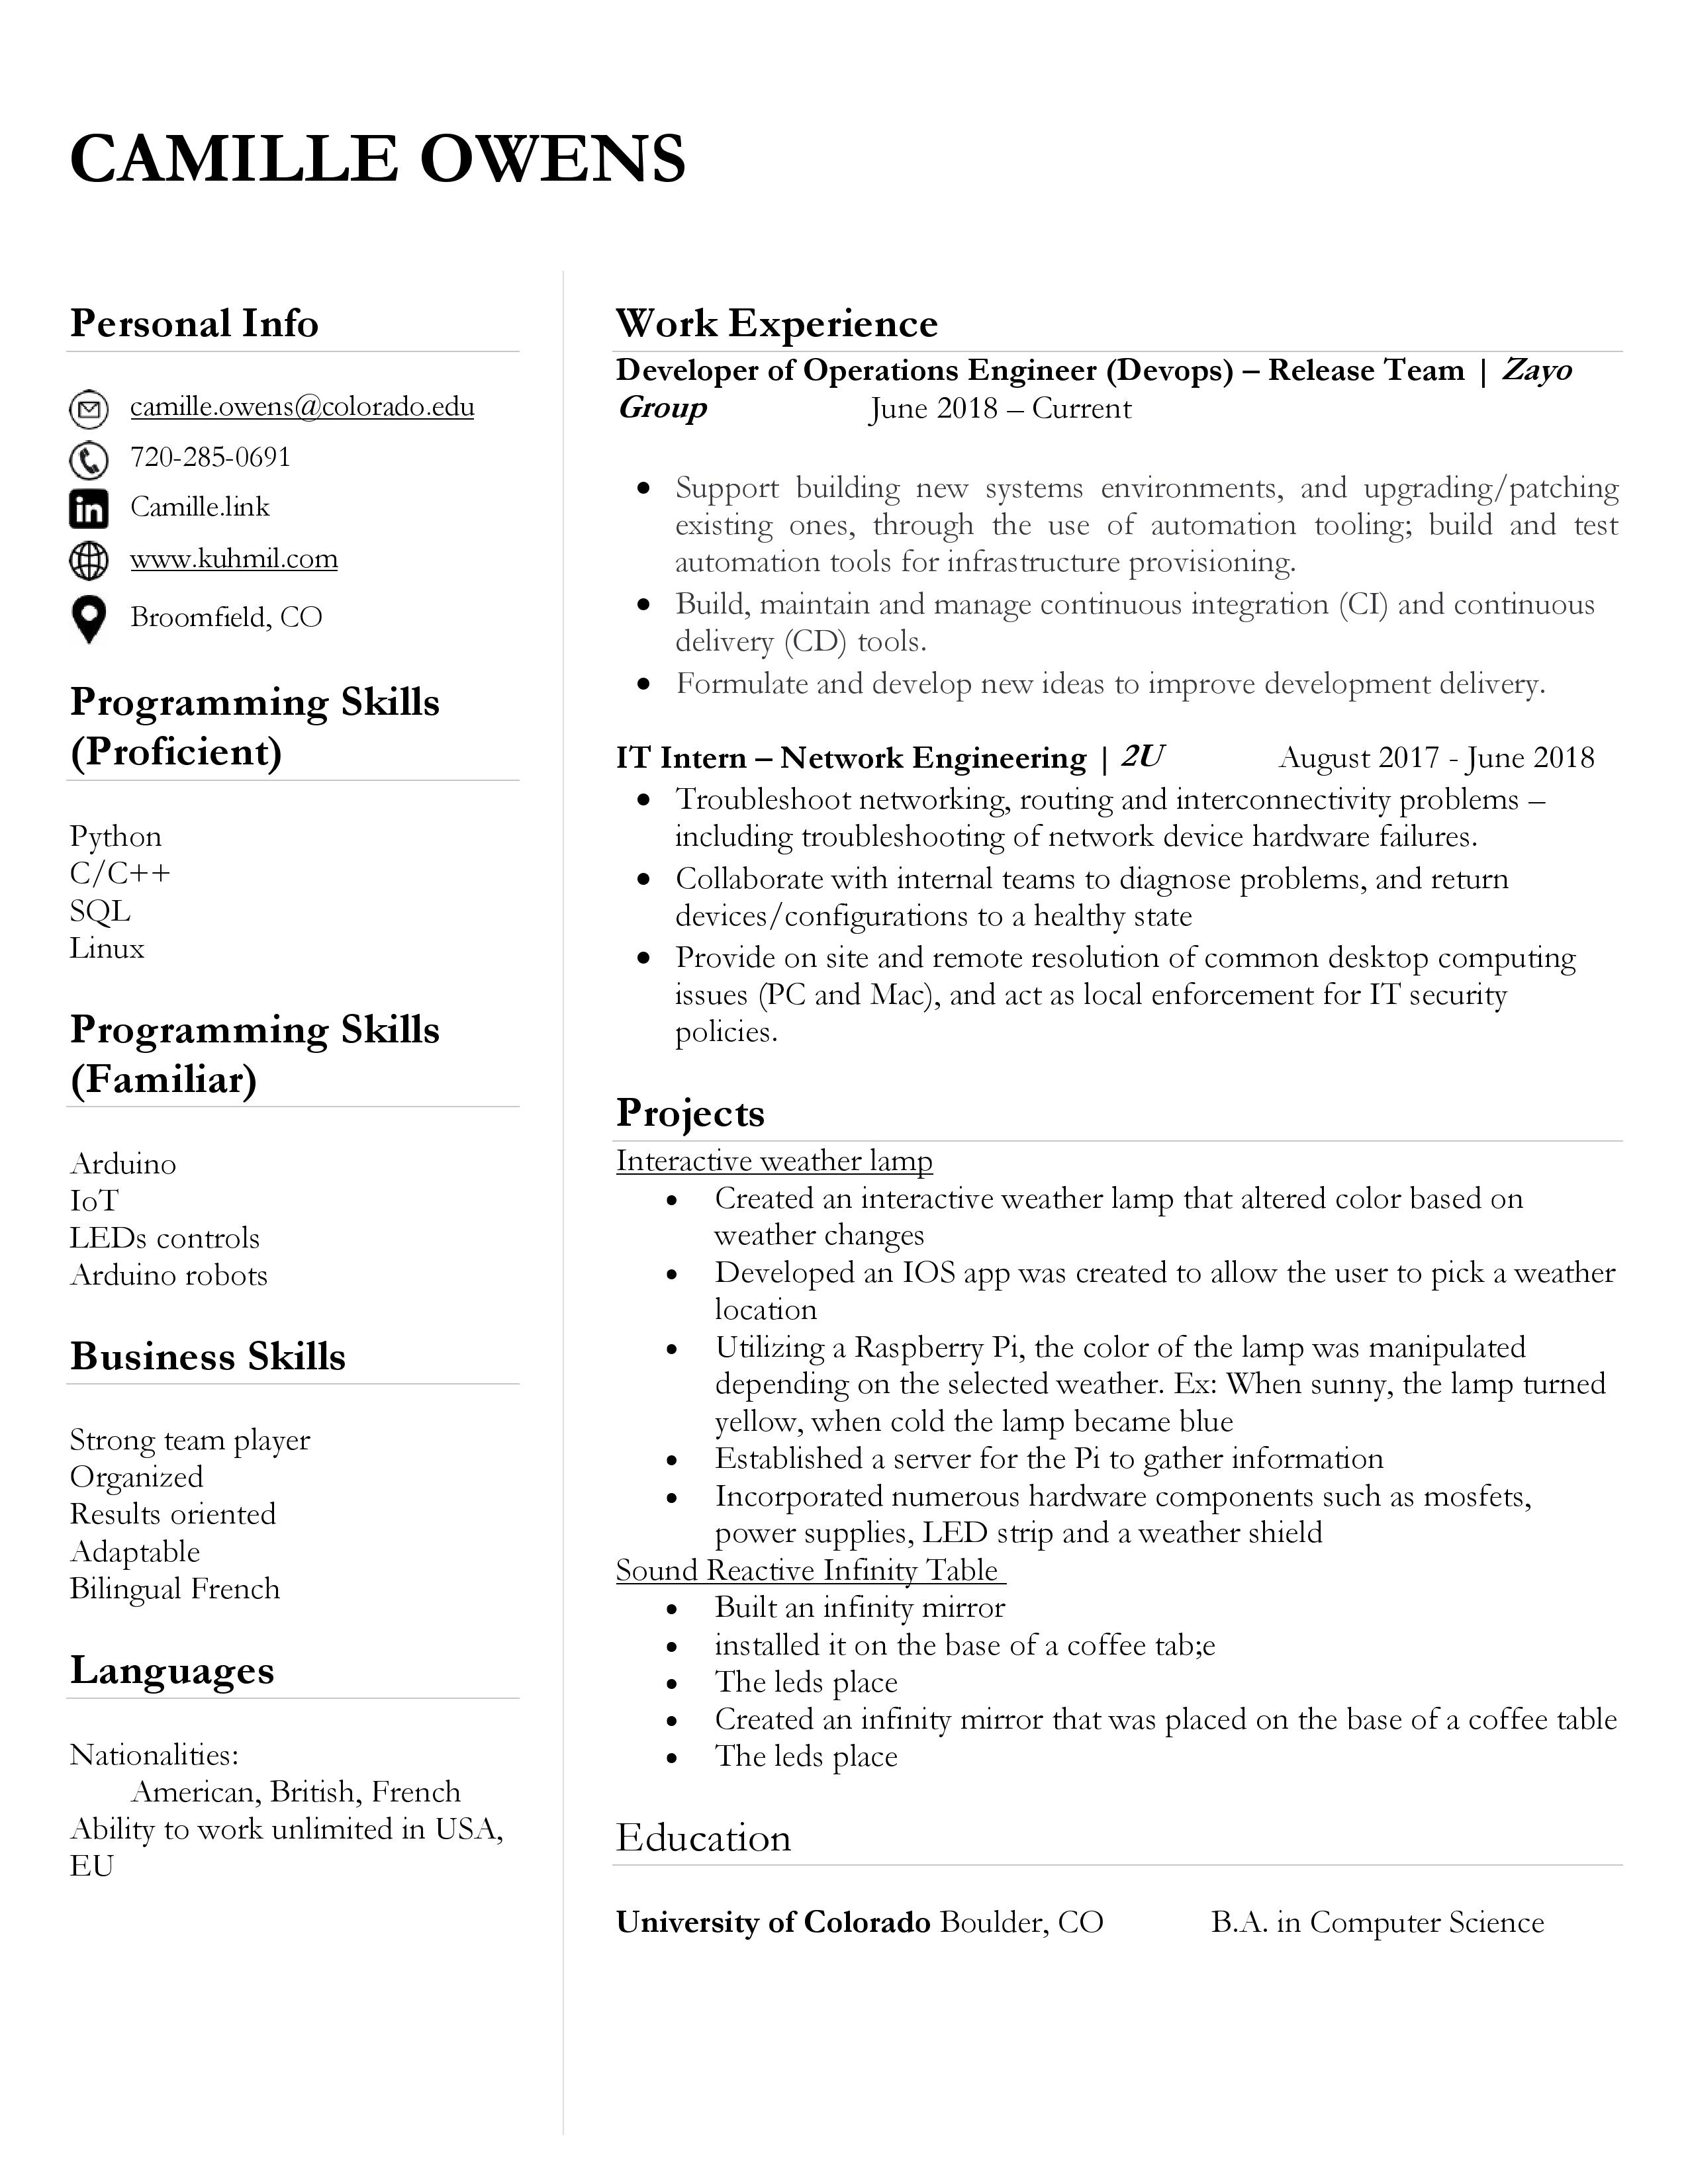 CAMILLE OWENS
Personal Info
camille.owens@colorado.edu
720-285-0691
Camille.link
www.kuhmil.com
Broomfield, CO
Programming Skills
(Proficient)
Python
C/C++
SQL
Linux
Programming Skills
(Familiar)
Arduino
IoT
LEDs controls
Arduino robots
Business Skills
Strong team player
Organized
Results oriented
Adaptable
Bilingual French
Languages
Nationalities:
American, British, French
Ability to work unlimited in USA,
EU
Work Experience
Developer of Operations Engineer (Devops) – Release Team | Zayo
Group June 2018 – Current
• Support building new systems environments, and upgrading/patching
existing ones, through the use of automation tooling; build and test
automation tools for infrastructure provisioning.
• Build, maintain and manage continuous integration (CI) and continuous
delivery (CD) tools.
• Formulate and develop new ideas to improve development delivery.
IT Intern – Network Engineering | 2U August 2017 - June 2018
• Troubleshoot networking, routing and interconnectivity problems –
including troubleshooting of network device hardware failures.
• Collaborate with internal teams to diagnose problems, and return
devices/configurations to a healthy state
• Provide on site and remote resolution of common desktop computing
issues (PC and Mac), and act as local enforcement for IT security
policies.
Projects
Interactive weather lamp
• Created an interactive weather lamp that altered color based on
weather changes
• Developed an IOS app was created to allow the user to pick a weather
location
• Utilizing a Raspberry Pi, the color of the lamp was manipulated
depending on the selected weather. Ex: When sunny, the lamp turned
yellow, when cold the lamp became blue
• Established a server for the Pi to gather information
• Incorporated numerous hardware components such as mosfets,
power supplies, LED strip and a weather shield
Sound Reactive Infinity Table
• Built an infinity mirror
• installed it on the base of a coffee tab;e
• The leds place
• Created an infinity mirror that was placed on the base of a coffee table
• The leds place
Education
University of Colorado Boulder, CO B.A. in Computer Science